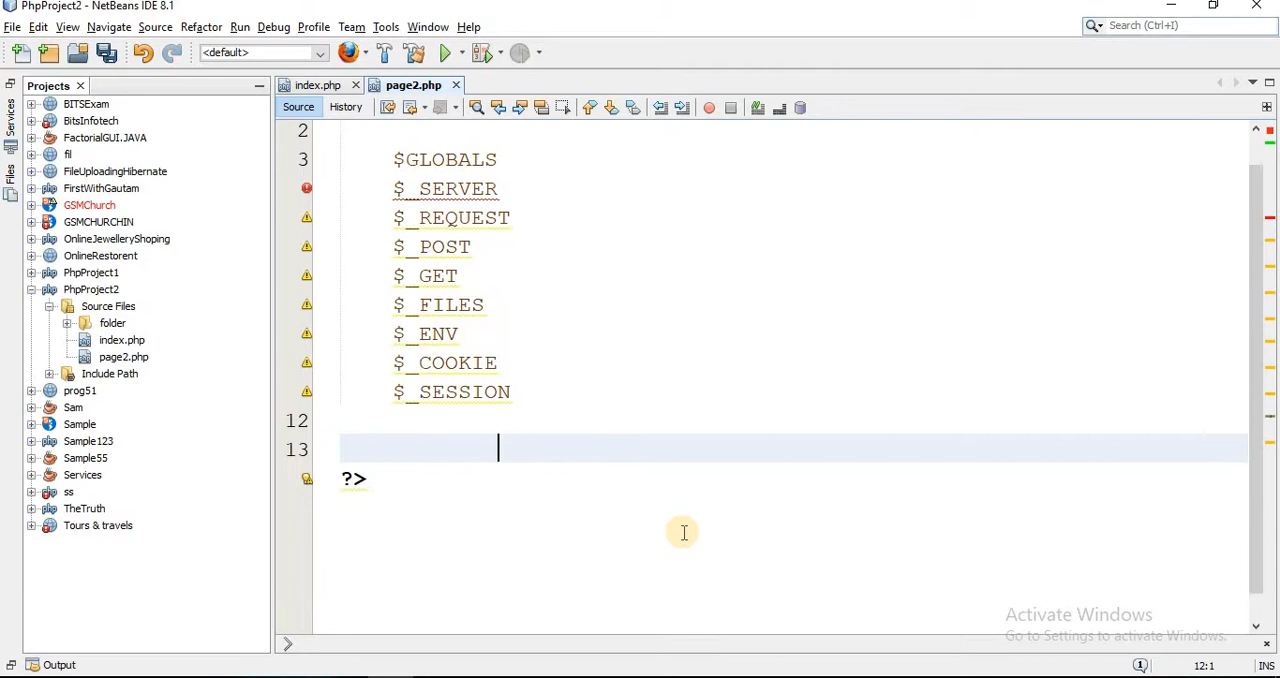 PhpProject2 - NetBeans IDE 8.1
File Edit View Navigate Source Refactor Run Debug Profile Team Tools Window Help
Search (Ctrl+I)
<default>
Projects
index.php
page2.php
Source
History
Services
Files
BITSExam
BitsInfotech
FactorialGUI.JAVA
fil
FileUploadingHibernate
FirstWithGautam
GSMChurch
GSMCHURCHIN
OnlineJewelleryShoping
OnlineRestorent
PhpProject1
PhpProject2
Source Files
folder
index.php
page2.php
Include Path
prog51
Sam
Sample
Sample123
Sample55
Services
ss
TheTruth
Tours & travels
2
3 $GLOBALS
$_SERVER
$_REQUEST
$_POST
$_GET
$_FILES
$_ENV
$_COOKIE
$_SESSION
12
13
?>
Activate Windows
Go to Settings to activate Windows.
Output
1
12:1
INS